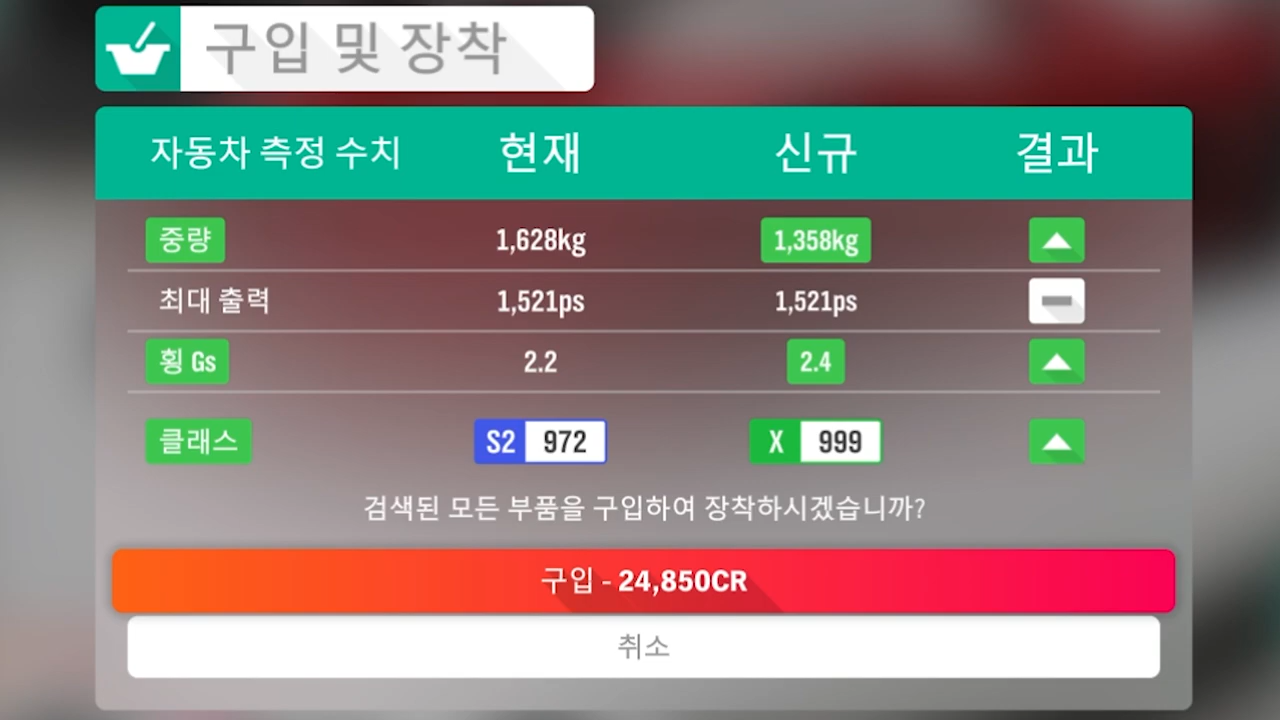 구입 및 장착
자동차 측정 수치 현재 신규 결과
중량 1,628kg 1,358kg
최대 출력 1,521ps 1,521ps
횡 Gs 2.2 2.4
클래스 S2 972 X 999
검색된 모든 부품을 구입하여 장착하시겠습니까?
구입 - 24,850CR
취소